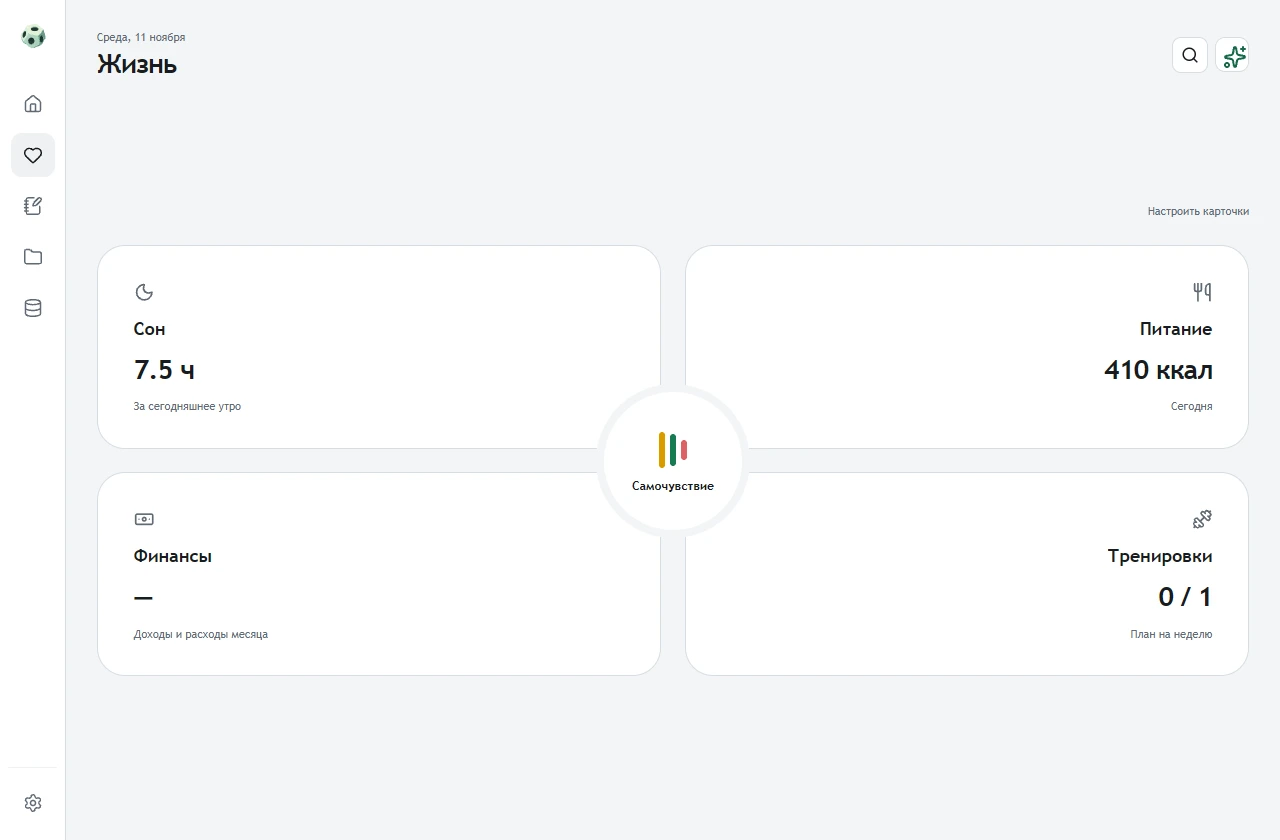 Среда, 11 ноября
Жизнь
Настроить карточки
Сон
7.5 ч
За сегодняшнее утро
Питание
410 ккал
Сегодня
Самочувствие
Финансы
—
Доходы и расходы месяца
Тренировки
0 / 1
План на неделю